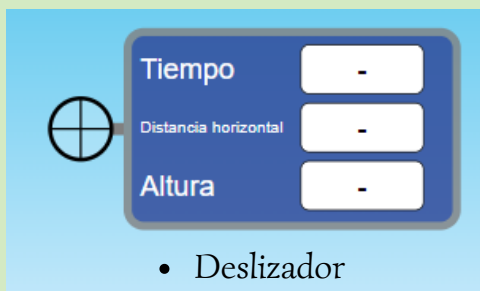 Tiempo -
Distancia horizontal -
Altura -
• Deslizador